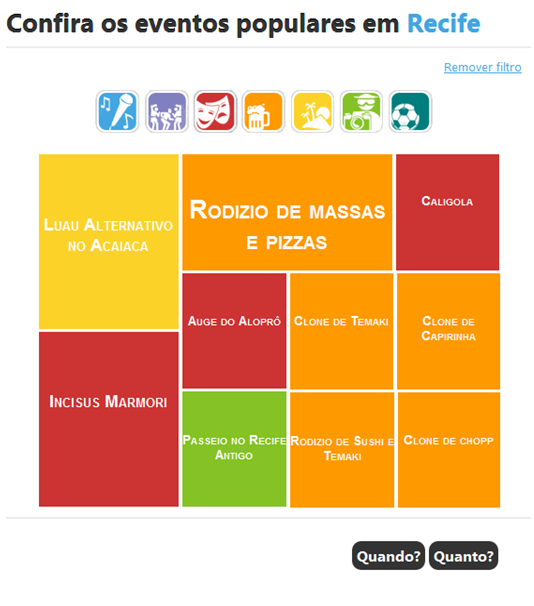 Confira os eventos populares em Recife
Remover filtro
Luau Alternativo
no Acaiaca
Rodizio de massas
e pizzas
Caligola
Auge do Aloprô
Clone de Temaki
Clone de
Capirinha
Incisus Marmori
Passeio no Recife
Antigo
Rodizio de Sushi e
Temaki
Clone de chopp
Quando?
Quanto?